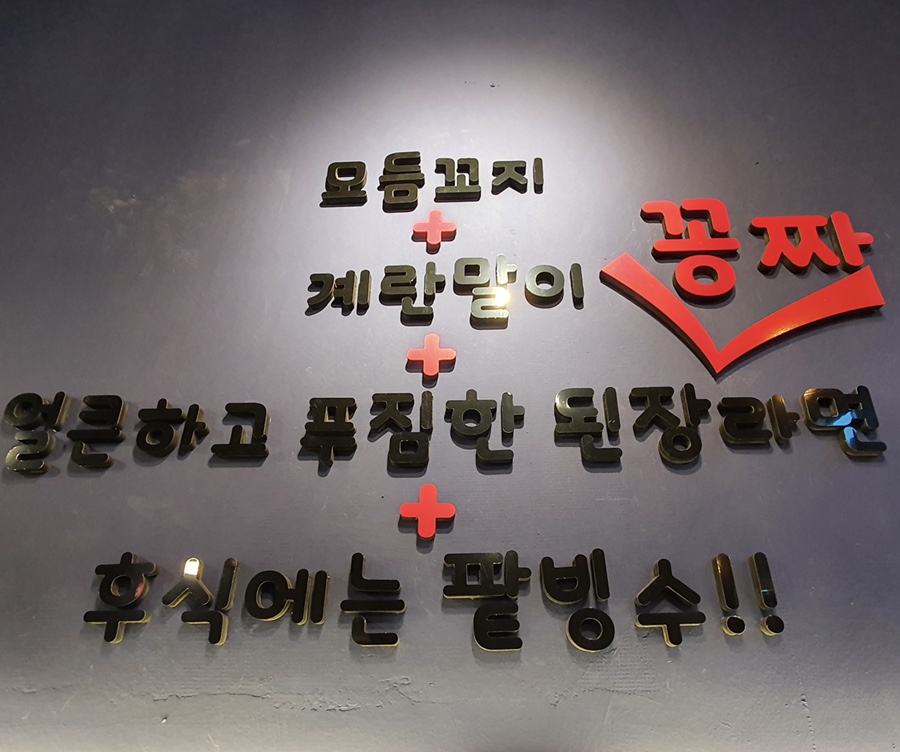 모듬꼬지
+
계란말이
꽁짜
+
얼큰하고 푸짐한 된장라면
+
후식에는 팥빙수!!